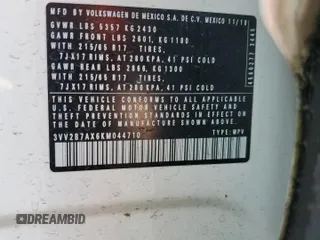 MFD BY VOLKSWAGEN DE MEXICO S.A. DE C.V. MEXICO 11/18
GVWR LBS 5357 KG 2430
GAWR FRONT LBS 2601, KG 1180
WITH 215/65 R17 TIRES,
7JX17 RIMS, AT 280 KPA, 41 PSI COLD
GAWR REAR LBS 2866, KG 1300
WITH 215/65 R17 TIRES,
7JX17 RIMS, AT 280 KPA, 41 PSI COLD
THIS VEHICLE CONFORMS TO ALL APPLICABLE
U.S. FEDERAL MOTOR VEHICLE SAFETY AND
THEFT PREVENTION STANDARDS IN EFFECT ON
THE DATE OF MANUFACTURE SHOWN ABOVE
3VV2B7AX6KM044710 TYPE: MPV
DREAMBID